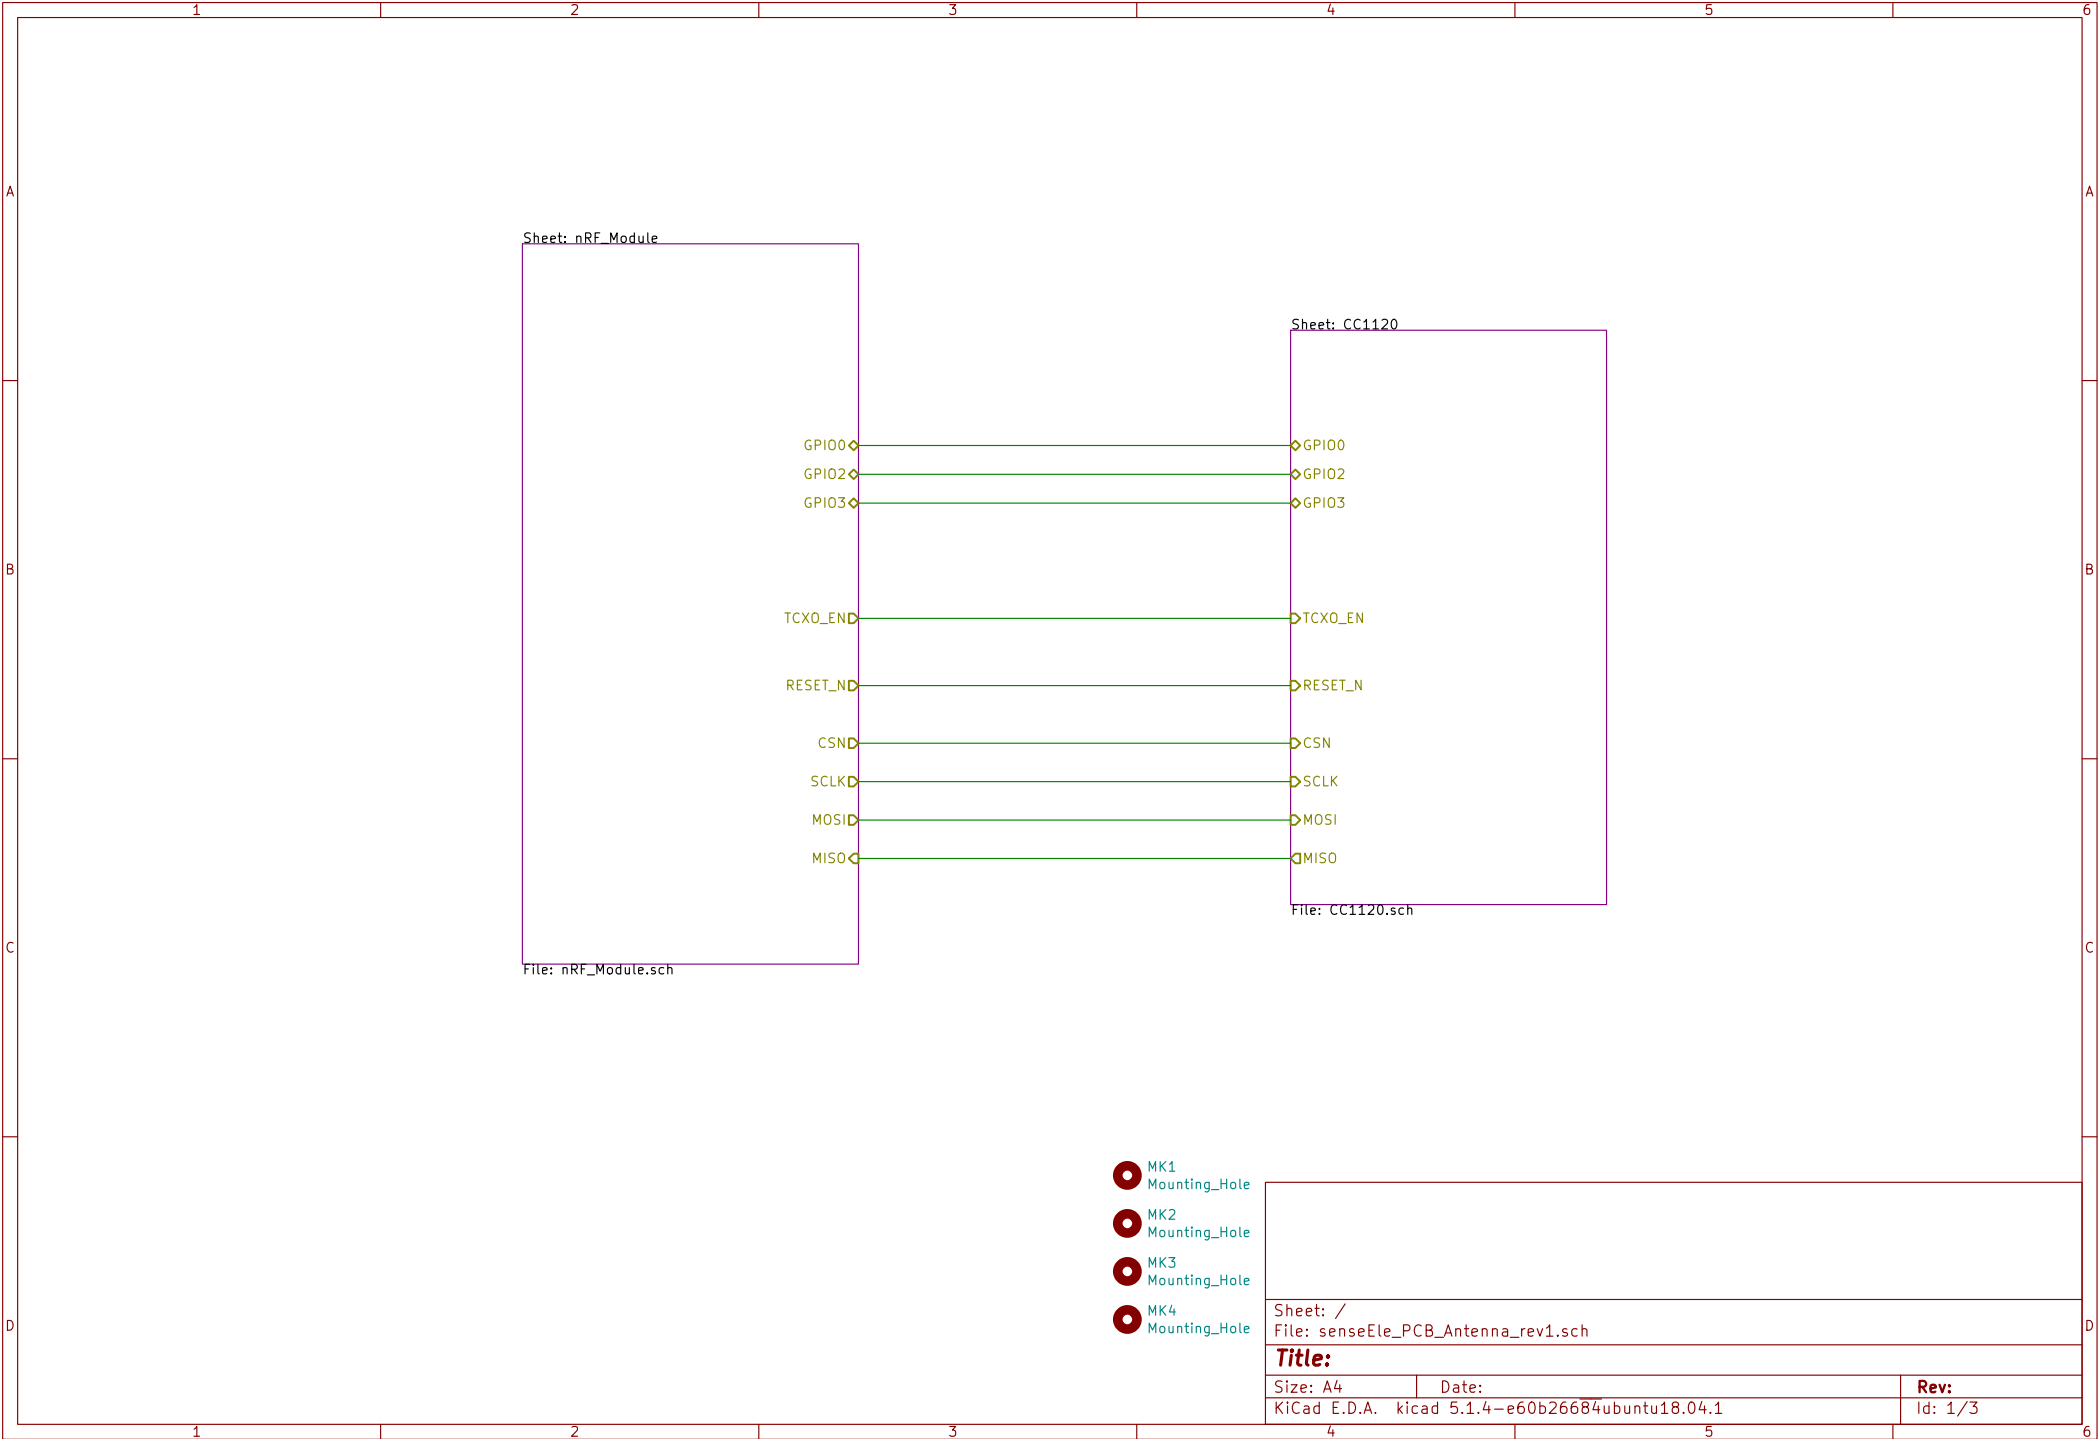 1 2 3 4 5 6
A A
Sheet: nRF_Module
Sheet: CC1120
GPIO0 GPIO0
GPIO2 GPIO2
GPIO3 GPIO3
B B
TCXO_EN TCXO_EN
RESET_N RESET_N
CSN CSN
SCLK SCLK
MOSI MOSI
MISO MISO
File: CC1120.sch
C C
File: nRF_Module.sch
MK1
Mounting_Hole
MK2
Mounting_Hole
MK3
Mounting_Hole
MK4
Mounting_Hole
Sheet: /
File: senseEle_PCB_Antenna_rev1.sch
D D
Title:
Size: A4 Date: Rev:
KiCad E.D.A. kicad 5.1.4-e60b26684ubuntu18.04.1 Id: 1/3
1 2 3 4 5 6